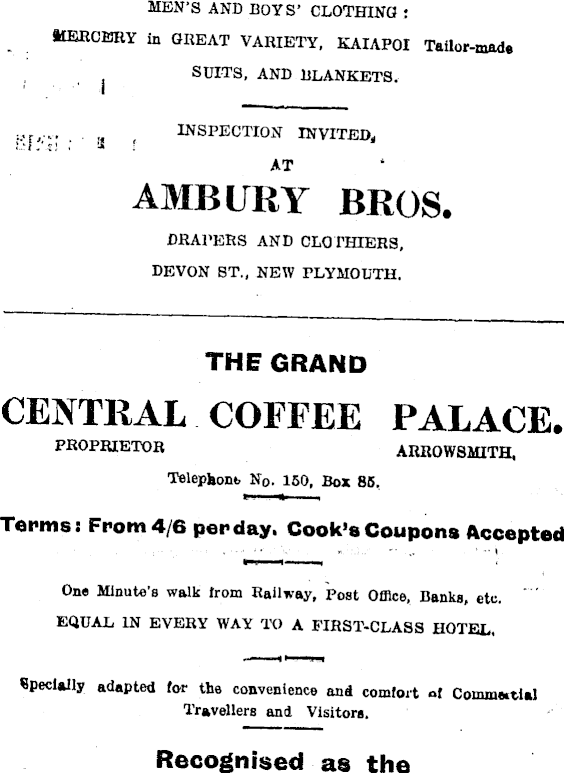 MEN'S AND BOYS' CLOTHING :
MERCERY in GREAT VARIETY, KAIAPOI Tailor-made
SUITS, AND BLANKETS.
INSPECTION INVITED,
AT
AMBURY BROS.
DRAPERS AND CLOTHIERS,
DEVON ST., NEW PLYMOUTH.
THE GRAND
CENTRAL COFFEE PALACE.
PROPRIETOR ARROWSMITH,
Telephone No. 150, Box 85.
Terms: From 4/6 per day. Cook's Coupons Accepted
One Minute's walk from Railway, Post Office, Banks, etc.
EQUAL IN EVERY WAY TO A FIRST-CLASS HOTEL.
Specially adapted for the convenience and comfort of Commercial
Travellers and Visitors.
Recognised as the